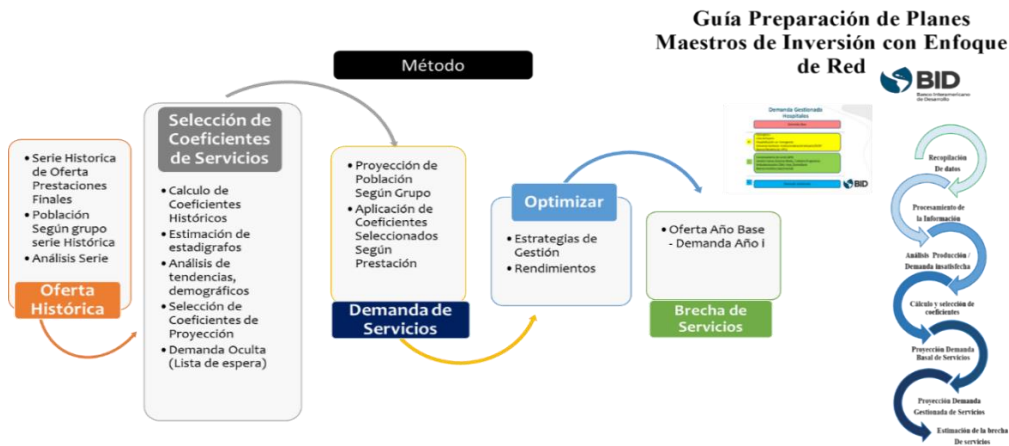 Guía Preparación de Planes
Maestros de Inversión con Enfoque
de Red
BID
Banco Interamericano
de Desarrollo
Método
• Serie Historica
de Oferta
Prestaciones
Finales
• Población
Según grupo
serie Histórica
• Análisis Serie
Oferta
Histórica
Selección de
Coeficientes
de Servicios
• Calculo de
Coeficientes
Históricos
• Estimación de
estadigrafos
• Análisis de
tendencias,
demográficos
• Selección de
Coeficientes de
Proyección
• Demanda Oculta
(Lista de espera)
• Proyección de
Población
Según Grupo
• Aplicación de
Coeficientes
Seleccionados
Según
Prestación
Demanda de
Servicios
Optimizar
• Estrategias de
Gestión
• Rendimientos
• Oferta Año Base
- Demanda Año i
Brecha de
Servicios
Demanda Gestionada
Hospitales
BID
Recopilación
De datos
Procesamiento de
la Información
Análisis Producción /
Demanda insatisfecha
Cálculo y selección de
coeficientes
Proyección Demanda
Basal de Servicios
Proyección Demanda
Gestionada de Servicios
Estimación de la brecha
De servicios